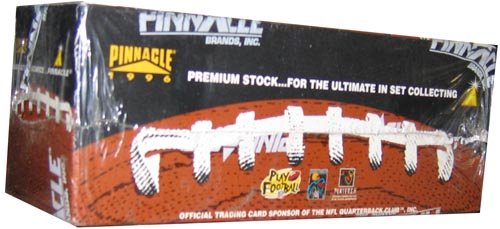 PINNACLE
BRANDS, INC.
PINNACLE
1996
PREMIUM STOCK...FOR THE ULTIMATE IN SET COLLECTING
PLAY
FOOTBALL
OFFICIAL TRADING CARD SPONSOR OF THE NFL QUARTERBACK CLUB™, INC.